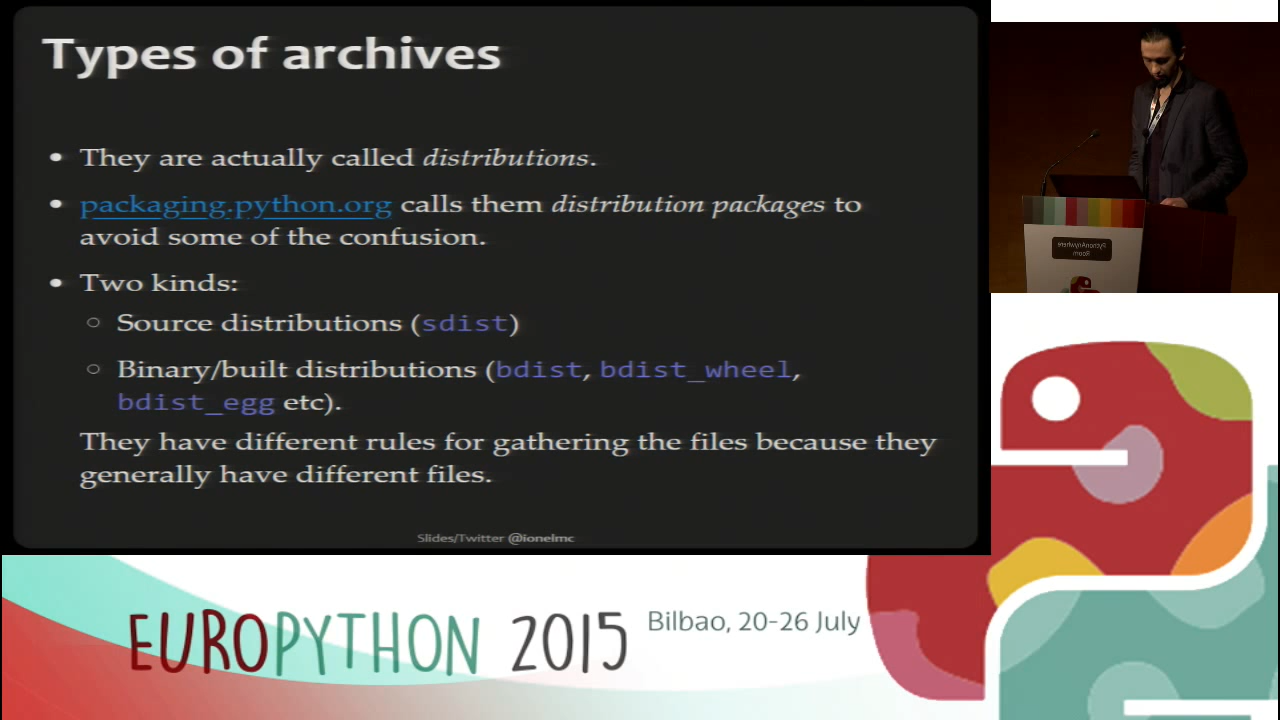 Types of archives
• They are actually called distributions.
• packaging.python.org calls them distribution packages to
avoid some of the confusion.
• Two kinds:
○ Source distributions (sdist)
○ Binary/built distributions (bdist, bdist_wheel,
bdist_egg etc).
They have different rules for gathering the files because they
generally have different files.
Slides/Twitter @ionelmc
PythonAnywhere
Room
EUROPYTHON 2015
Bilbao, 20-26 July